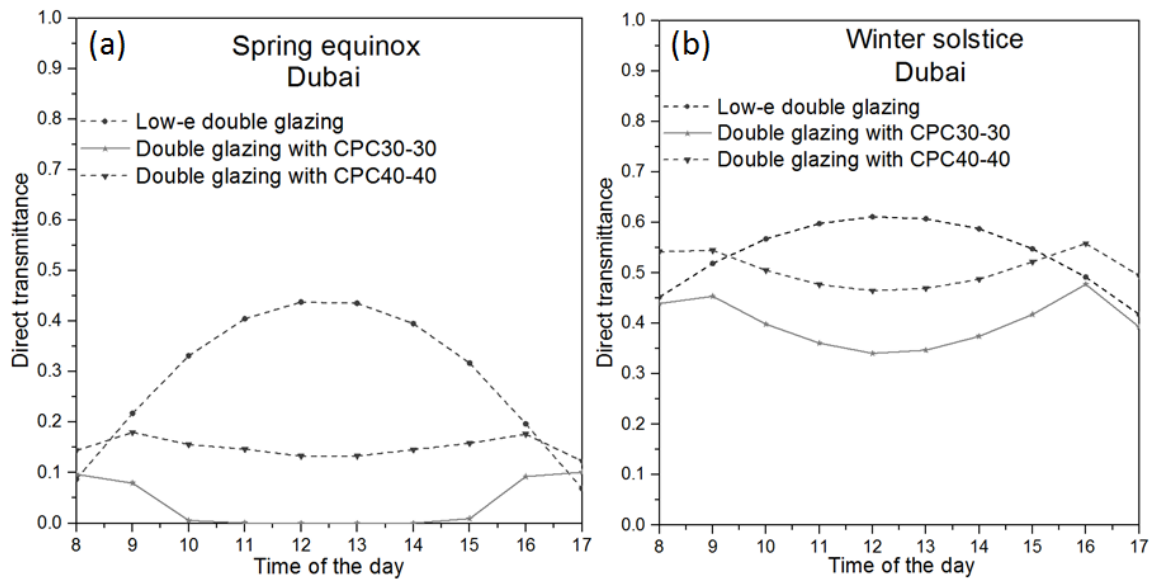 (a)
Spring equinox
Dubai
Low-e double glazing
Double glazing with CPC30-30
Double glazing with CPC40-40
Direct transmittance
1.0
0.9
0.8
0.7
0.6
0.5
0.4
0.3
0.2
0.1
0.0
8 9 10 11 12 13 14 15 16 17
Time of the day
(b)
Winter solstice
Dubai
Low-e double glazing
Double glazing with CPC30-30
Double glazing with CPC40-40
Direct transmittance
1.0
0.9
0.8
0.7
0.6
0.5
0.4
0.3
0.2
0.1
0.0
8 9 10 11 12 13 14 15 16 17
Time of the day